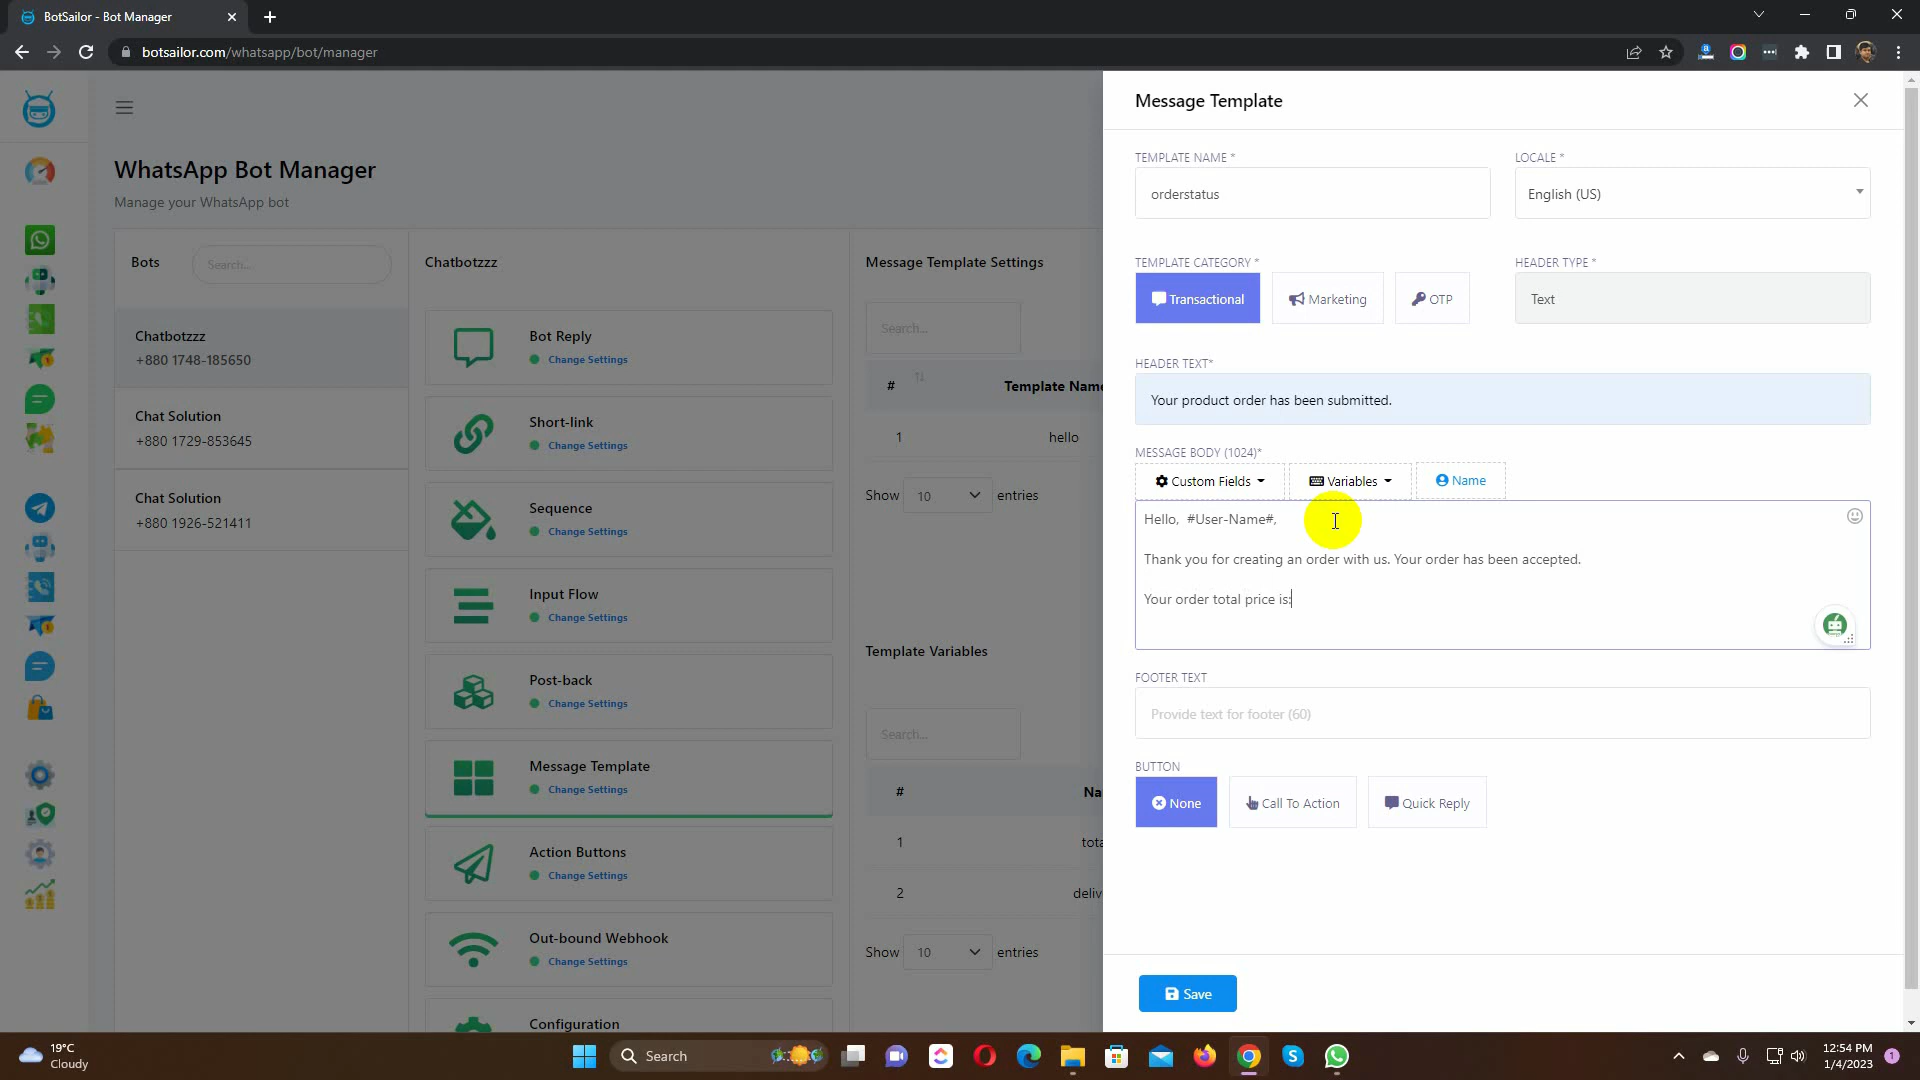 BotSailor - Bot Manager
botsailor.com/whatsapp/bot/manager
WhatsApp Bot Manager
Manage your WhatsApp bot
Bots
Search...
Chatbotzzz
+880 1748-185650
Chat Solution
+880 1729-853645
Chat Solution
+880 1926-521411
Chatbotzzz
Bot Reply
Change Settings
Short-link
Change Settings
Sequence
Change Settings
Input Flow
Change Settings
Post-back
Change Settings
Message Template
Change Settings
Action Buttons
Change Settings
Out-bound Webhook
Change Settings
Configuration
Message Template Settings
Search...
# Template Name
1 hello
Show 10 entries
Template Variables
Search...
# Na
1 tota
2 deliv
Show 10 entries
Message Template
TEMPLATE NAME *
orderstatus
LOCALE *
English (US)
TEMPLATE CATEGORY *
Transactional
Marketing
OTP
HEADER TYPE *
Text
HEADER TEXT*
Your product order has been submitted.
MESSAGE BODY (1024)*
Custom Fields
Variables
Name
Hello, #User-Name#,
Thank you for creating an order with us. Your order has been accepted.
Your order total price is:
FOOTER TEXT
Provide text for footer (60)
BUTTON
None
Call To Action
Quick Reply
Save
19°C
Cloudy
Search
12:54 PM
1/4/2023
1